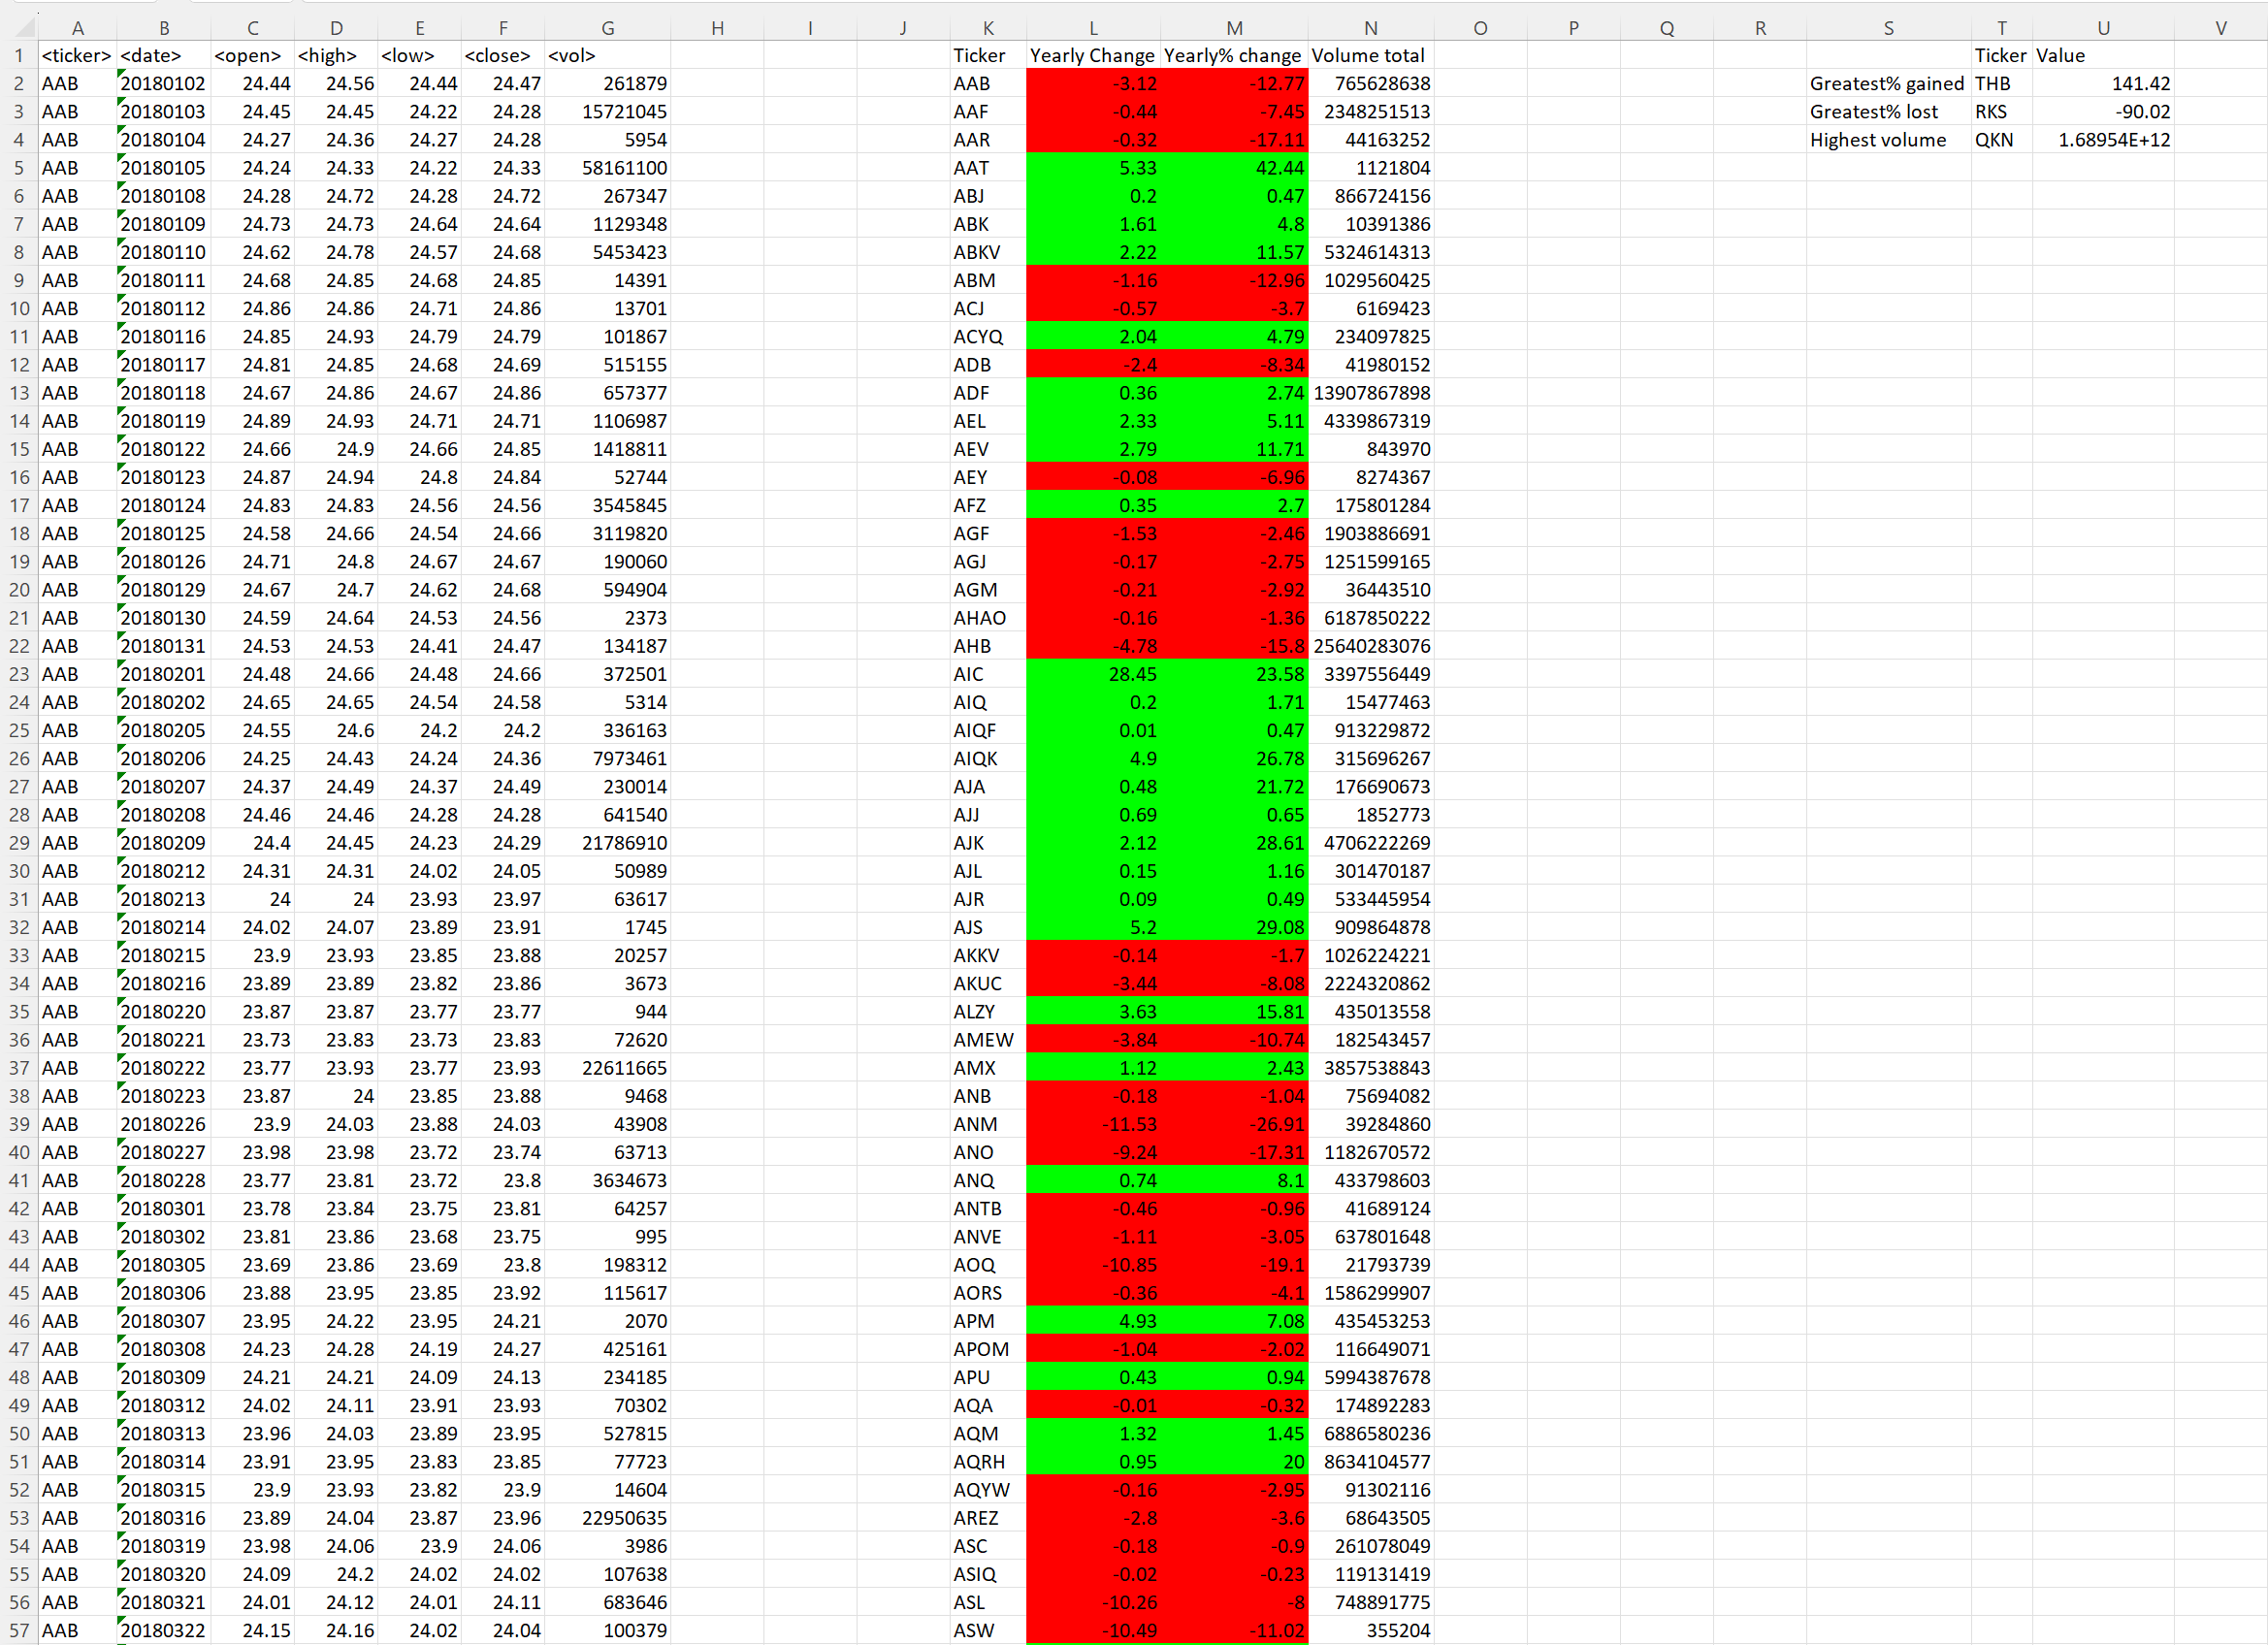 A B C D E F G H I J K L M N O P Q R S T U V
1 <ticker> <date> <open> <high> <low> <close> <vol> Ticker Yearly Change Yearly% change Volume total Ticker Value
2 AAB 20180102 24.44 24.56 24.44 24.47 261879 AAB -3.12 -12.77 765628638 Greatest% gained THB 141.42
3 AAB 20180103 24.45 24.45 24.22 24.28 15721045 AAF -0.44 -7.45 2348251513 Greatest% lost RKS -90.02
4 AAB 20180104 24.27 24.36 24.27 24.28 5954 AAR -0.32 -17.11 44163252 Highest volume QKN 1.68954E+12
5 AAB 20180105 24.24 24.33 24.22 24.33 58161100 AAT 5.33 42.44 1121804
6 AAB 20180108 24.28 24.72 24.28 24.72 267347 ABJ 0.2 0.47 866724156
7 AAB 20180109 24.73 24.73 24.64 24.64 1129348 ABK 1.61 4.8 10391386
8 AAB 20180110 24.62 24.78 24.57 24.68 5453423 ABKV 2.22 11.57 5324614313
9 AAB 20180111 24.68 24.85 24.68 24.85 14391 ABM -1.16 -12.96 1029560425
10 AAB 20180112 24.86 24.86 24.71 24.86 13701 ACJ -0.57 -3.7 6169423
11 AAB 20180116 24.85 24.93 24.79 24.79 101867 ACYQ 2.04 4.79 234097825
12 AAB 20180117 24.81 24.85 24.68 24.69 515155 ADB -2.4 -8.34 41980152
13 AAB 20180118 24.67 24.86 24.67 24.86 657377 ADF 0.36 2.74 13907867898
14 AAB 20180119 24.89 24.93 24.71 24.71 1106987 AEL 2.33 5.11 4339867319
15 AAB 20180122 24.66 24.9 24.66 24.85 1418811 AEV 2.79 11.71 843970
16 AAB 20180123 24.87 24.94 24.8 24.84 52744 AEY -0.08 -6.96 8274367
17 AAB 20180124 24.83 24.83 24.56 24.56 3545845 AFZ 0.35 2.7 175801284
18 AAB 20180125 24.58 24.66 24.54 24.66 3119820 AGF -1.53 -2.46 1903886691
19 AAB 20180126 24.71 24.8 24.67 24.67 190060 AGJ -0.17 -2.75 1251599165
20 AAB 20180129 24.67 24.7 24.62 24.68 594904 AGM -0.21 -2.92 36443510
21 AAB 20180130 24.59 24.64 24.53 24.56 2373 AHAO -0.16 -1.36 6187850222
22 AAB 20180131 24.53 24.53 24.41 24.47 134187 AHB -4.78 -15.8 25640283076
23 AAB 20180201 24.48 24.66 24.48 24.66 372501 AIC 28.45 23.58 3397556449
24 AAB 20180202 24.65 24.65 24.54 24.58 5314 AIQ 0.2 1.71 15477463
25 AAB 20180205 24.55 24.6 24.2 24.2 336163 AIQF 0.01 0.47 913229872
26 AAB 20180206 24.25 24.43 24.24 24.36 7973461 AIQK 4.9 26.78 315696267
27 AAB 20180207 24.37 24.49 24.37 24.49 230014 AJA 0.48 21.72 176690673
28 AAB 20180208 24.46 24.46 24.28 24.28 641540 AJJ 0.69 0.65 1852773
29 AAB 20180209 24.4 24.45 24.23 24.29 21786910 AJK 2.12 28.61 4706222269
30 AAB 20180212 24.31 24.31 24.02 24.05 50989 AJL 0.15 1.16 301470187
31 AAB 20180213 24 24 23.93 23.97 63617 AJR 0.09 0.49 533445954
32 AAB 20180214 24.02 24.07 23.89 23.91 1745 AJS 5.2 29.08 909864878
33 AAB 20180215 23.9 23.93 23.85 23.88 20257 AKKV -0.14 -1.7 1026224221
34 AAB 20180216 23.89 23.89 23.82 23.86 3673 AKUC -3.44 -8.08 2224320862
35 AAB 20180220 23.87 23.87 23.77 23.77 944 ALZY 3.63 15.81 435013558
36 AAB 20180221 23.73 23.83 23.73 23.83 72620 AMEW -3.84 -10.74 182543457
37 AAB 20180222 23.77 23.93 23.77 23.93 22611665 AMX 1.12 2.43 3857538843
38 AAB 20180223 23.87 24 23.85 23.88 9468 ANB -0.18 -1.04 75694082
39 AAB 20180226 23.9 24.03 23.88 24.03 43908 ANM -11.53 -26.91 39284860
40 AAB 20180227 23.98 23.98 23.72 23.74 63713 ANO -9.24 -17.31 1182670572
41 AAB 20180228 23.77 23.81 23.72 23.8 3634673 ANQ 0.74 8.1 433798603
42 AAB 20180301 23.78 23.84 23.75 23.81 64257 ANTB -0.46 -0.96 41689124
43 AAB 20180302 23.81 23.86 23.68 23.75 995 ANVE -1.11 -3.05 637801648
44 AAB 20180305 23.69 23.86 23.69 23.8 198312 AOQ -10.85 -19.1 21793739
45 AAB 20180306 23.88 23.95 23.85 23.92 115617 AORS -0.36 -4.1 1586299907
46 AAB 20180307 23.95 24.22 23.95 24.21 2070 APM 4.93 7.08 435453253
47 AAB 20180308 24.23 24.28 24.19 24.27 425161 APOM -1.04 -2.02 116649071
48 AAB 20180309 24.21 24.21 24.09 24.13 234185 APU 0.43 0.94 5994387678
49 AAB 20180312 24.02 24.11 23.91 23.93 70302 AQA -0.01 -0.32 174892283
50 AAB 20180313 23.96 24.03 23.89 23.95 527815 AQM 1.32 1.45 6886580236
51 AAB 20180314 23.91 23.95 23.83 23.85 77723 AQRH 0.95 20 8634104577
52 AAB 20180315 23.9 23.93 23.82 23.9 14604 AQYW -0.16 -2.95 91302116
53 AAB 20180316 23.89 24.04 23.87 23.96 22950635 AREZ -2.8 -3.6 68643505
54 AAB 20180319 23.98 24.06 23.9 24.06 3986 ASC -0.18 -0.9 261078049
55 AAB 20180320 24.09 24.2 24.02 24.02 107638 ASIQ -0.02 -0.23 119131419
56 AAB 20180321 24.01 24.12 24.01 24.11 683646 ASL -10.26 -8 748891775
57 AAB 20180322 24.15 24.16 24.02 24.04 100379 ASW -10.49 -11.02 355204